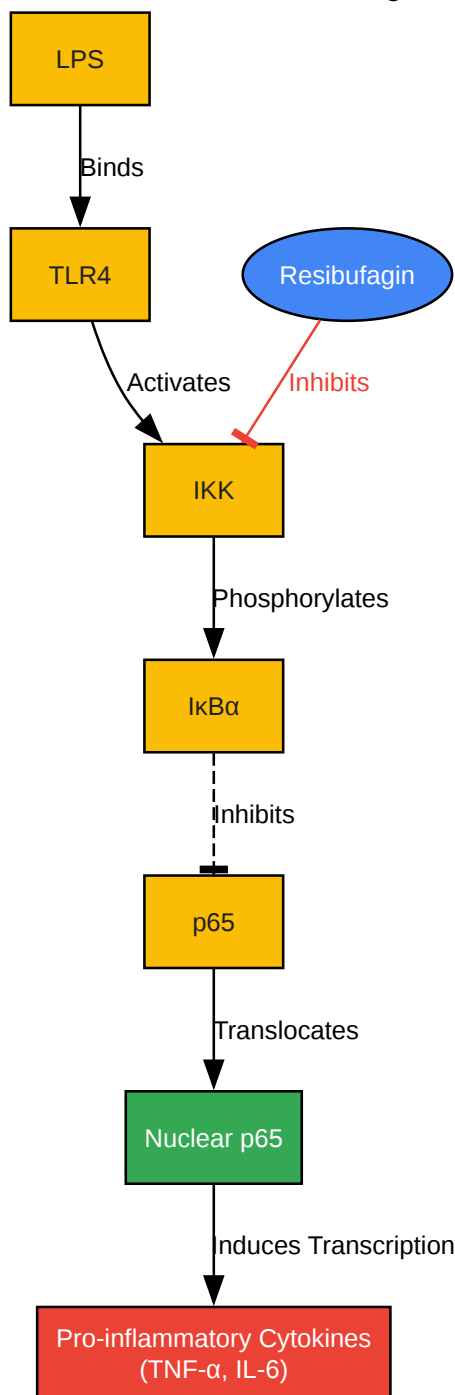 LPS
Binds
TLR4
Resibufagin
Activates
Inhibits
IKK
Phosphorylates
IκBα
Inhibits
p65
Translocates
Nuclear p65
Induces Transcription
Pro-inflammatory Cytokines
(TNF-α, IL-6)